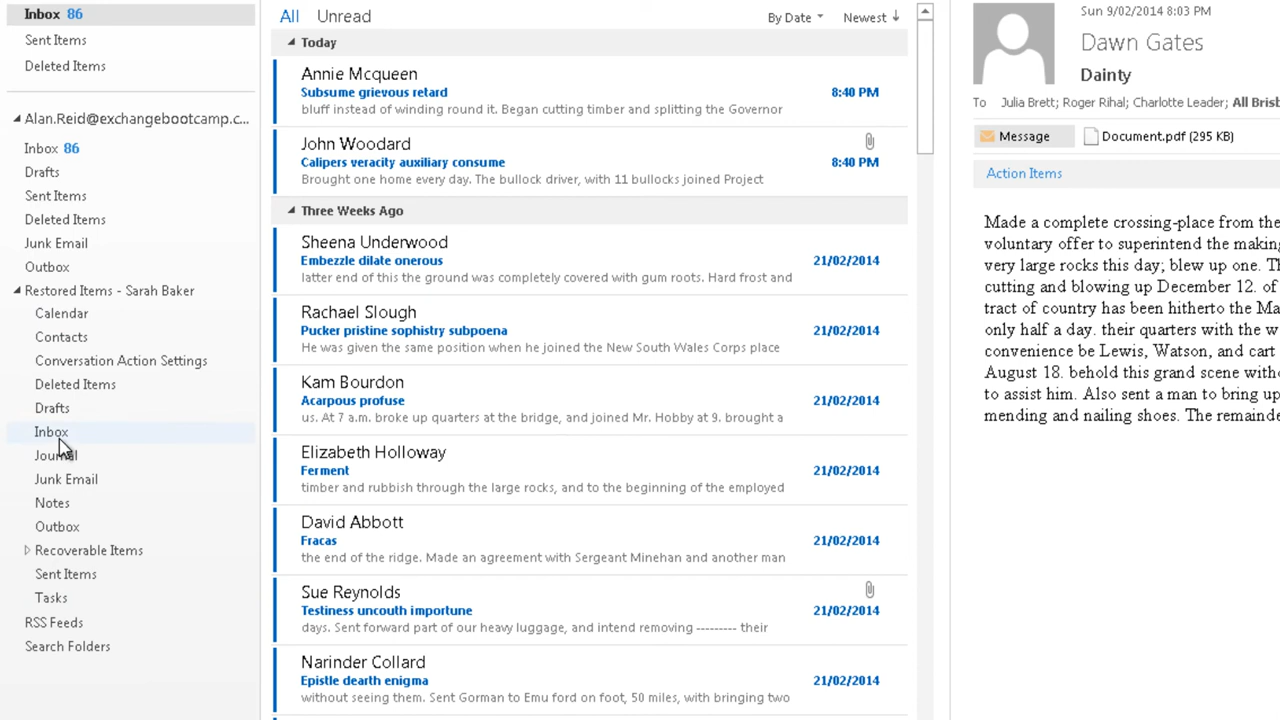 Inbox 86
Sent Items
Deleted Items
Alan.Reid@exchangebootcamp.c...
Inbox 86
Drafts
Sent Items
Deleted Items
Junk Email
Outbox
Restored Items - Sarah Baker
Calendar
Contacts
Conversation Action Settings
Deleted Items
Drafts
Inbox
Journal
Junk Email
Notes
Outbox
Recoverable Items
Sent Items
Tasks
RSS Feeds
Search Folders
All Unread By Date Newest
Today
Annie Mcqueen
Subsume grievous retard 8:40 PM
bluff instead of winding round it. Began cutting timber and splitting the Governor
John Woodard
Calipers veracity auxiliary consume 8:40 PM
Brought one home every day. The bullock driver, with 11 bullocks joined Project
Three Weeks Ago
Sheena Underwood
Embezzle dilate onerous 21/02/2014
latter end of this the ground was completely covered with gum roots. Hard frost and
Rachael Slough
Pucker pristine sophistry subpoena 21/02/2014
He was given the same position when he joined the New South Wales Corps place
Kam Bourdon
Acarpous profuse 21/02/2014
us. At 7 a.m. broke up quarters at the bridge, and joined Mr. Hobby at 9. brought a
Elizabeth Holloway
Ferment 21/02/2014
timber and rubbish through the large rocks, and to the beginning of the employed
David Abbott
Fracas 21/02/2014
the end of the ridge. Made an agreement with Sergeant Minehan and another man
Sue Reynolds
Testiness uncouth importune 21/02/2014
days. Sent forward part of our heavy luggage, and intend removing --------- their
Narinder Collard
Epistle dearth enigma 21/02/2014
without seeing them. Sent Gorman to Emu ford on foot, 50 miles, with bringing two
Sun 9/02/2014 8:03 PM
Dawn Gates
Dainty
To Julia Brett; Roger Rihal; Charlotte Leader; All Bris
Message Document.pdf (295 KB)
Action Items
Made a complete crossing-place from the
voluntary offer to superintend the making
very large rocks this day; blew up one. T
cutting and blowing up December 12. of
tract of country has been hitherto the Ma
only half a day. their quarters with the w
convenience be Lewis, Watson, and cart
August 18. behold this grand scene with
to assist him. Also sent a man to bring up
mending and nailing shoes. The remainde